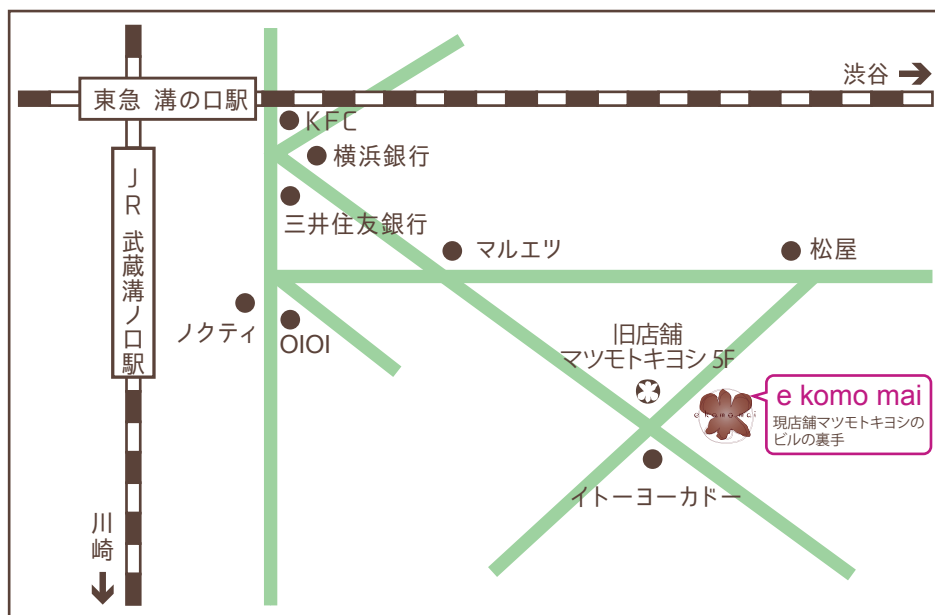 渋谷
東急 溝の口駅
KFC
横浜銀行
JR 武蔵溝ノ口駅
三井住友銀行
マルエツ
松屋
ノクティ
OIOI
旧店舗
マツモトキヨシ 5F
e komo mai
e komo mai
現店舗マツモトキヨシの
ビルの裏手
イトーヨーカドー
川崎